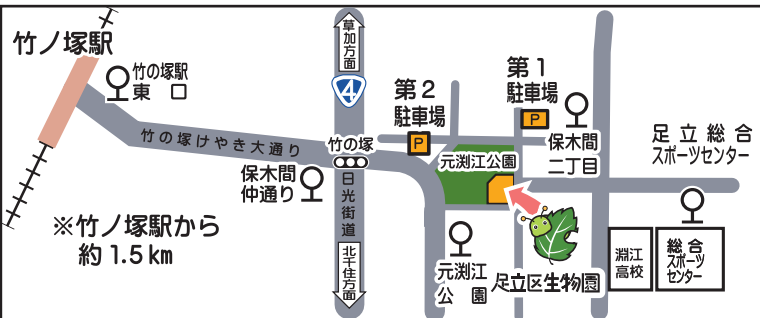 竹ノ塚駅
竹の塚駅
東 口
草加方面
4
第2
駐車場
P
第1
駐車場
P
保木間
二丁目
足立総合
スポーツセンター
竹の塚けやき大通り
竹の塚
元渕江公園
保木間
仲通り
日光街道
北千住方面
※竹ノ塚駅から
約1.5km
元渕江
公 園
足立区生物園
淵江
高校
総合
スポーツ
センター